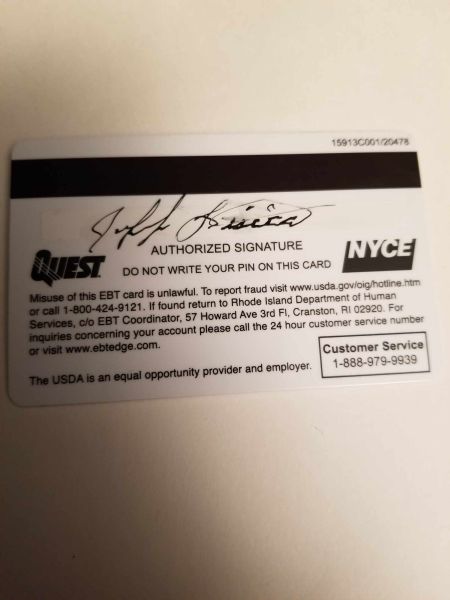 15913C001/20478
AUTHORIZED SIGNATURE
QUEST
NYCE
DO NOT WRITE YOUR PIN ON THIS CARD
Misuse of this EBT card is unlawful. To report fraud visit www.usda.gov/oig/hotline.htm
or call 1-800-424-9121. If found return to Rhode Island Department of Human
Services, c/o EBT Coordinator, 57 Howard Ave 3rd Fl, Cranston, RI 02920. For
inquiries concerning your account please call the 24 hour customer service number
or visit www.ebtedge.com.
Customer Service
1-888-979-9939
The USDA is an equal opportunity provider and employer.